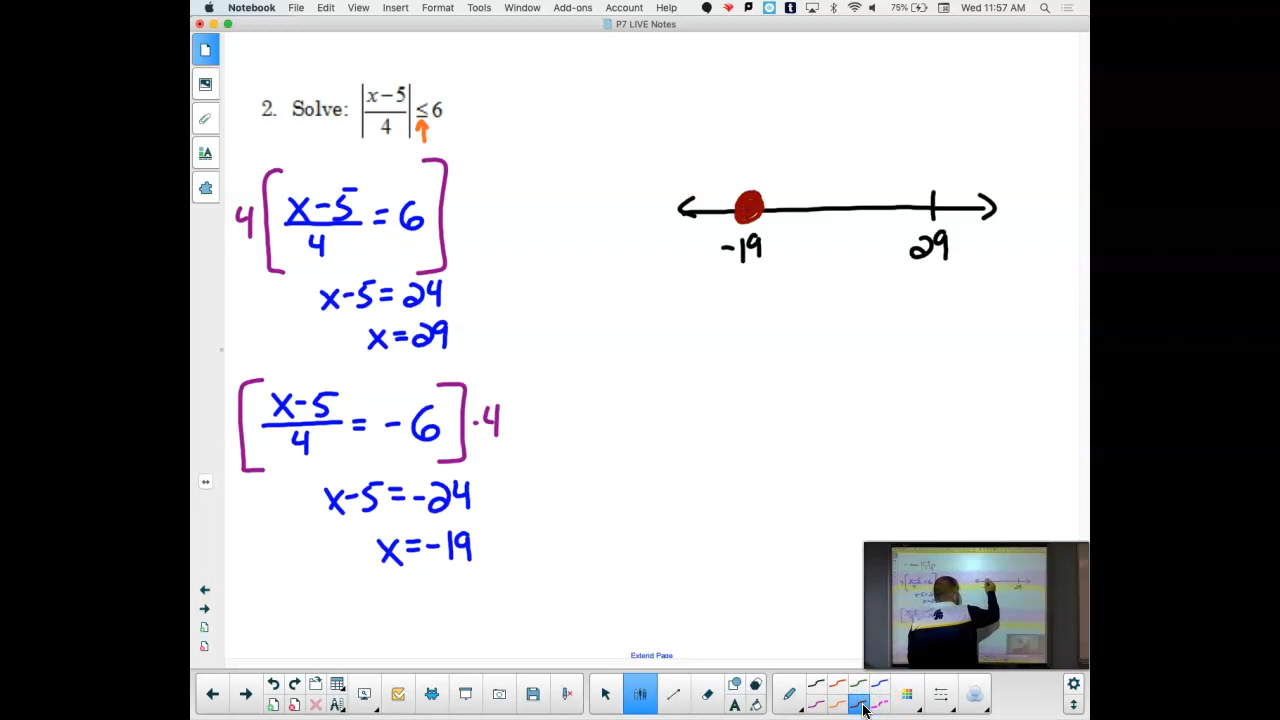 Notebook File Edit View Insert Format Tools Window Add-ons Account Help 75% Wed 11:57 AM
P7 LIVE Notes
2. Solve: |x−5/4| ≤ 6
4[x−5/4 = 6]
x−5=24
x=29
[x−5/4 = −6]·4
x−5=−24
x=−19
−19 29
Extend Page